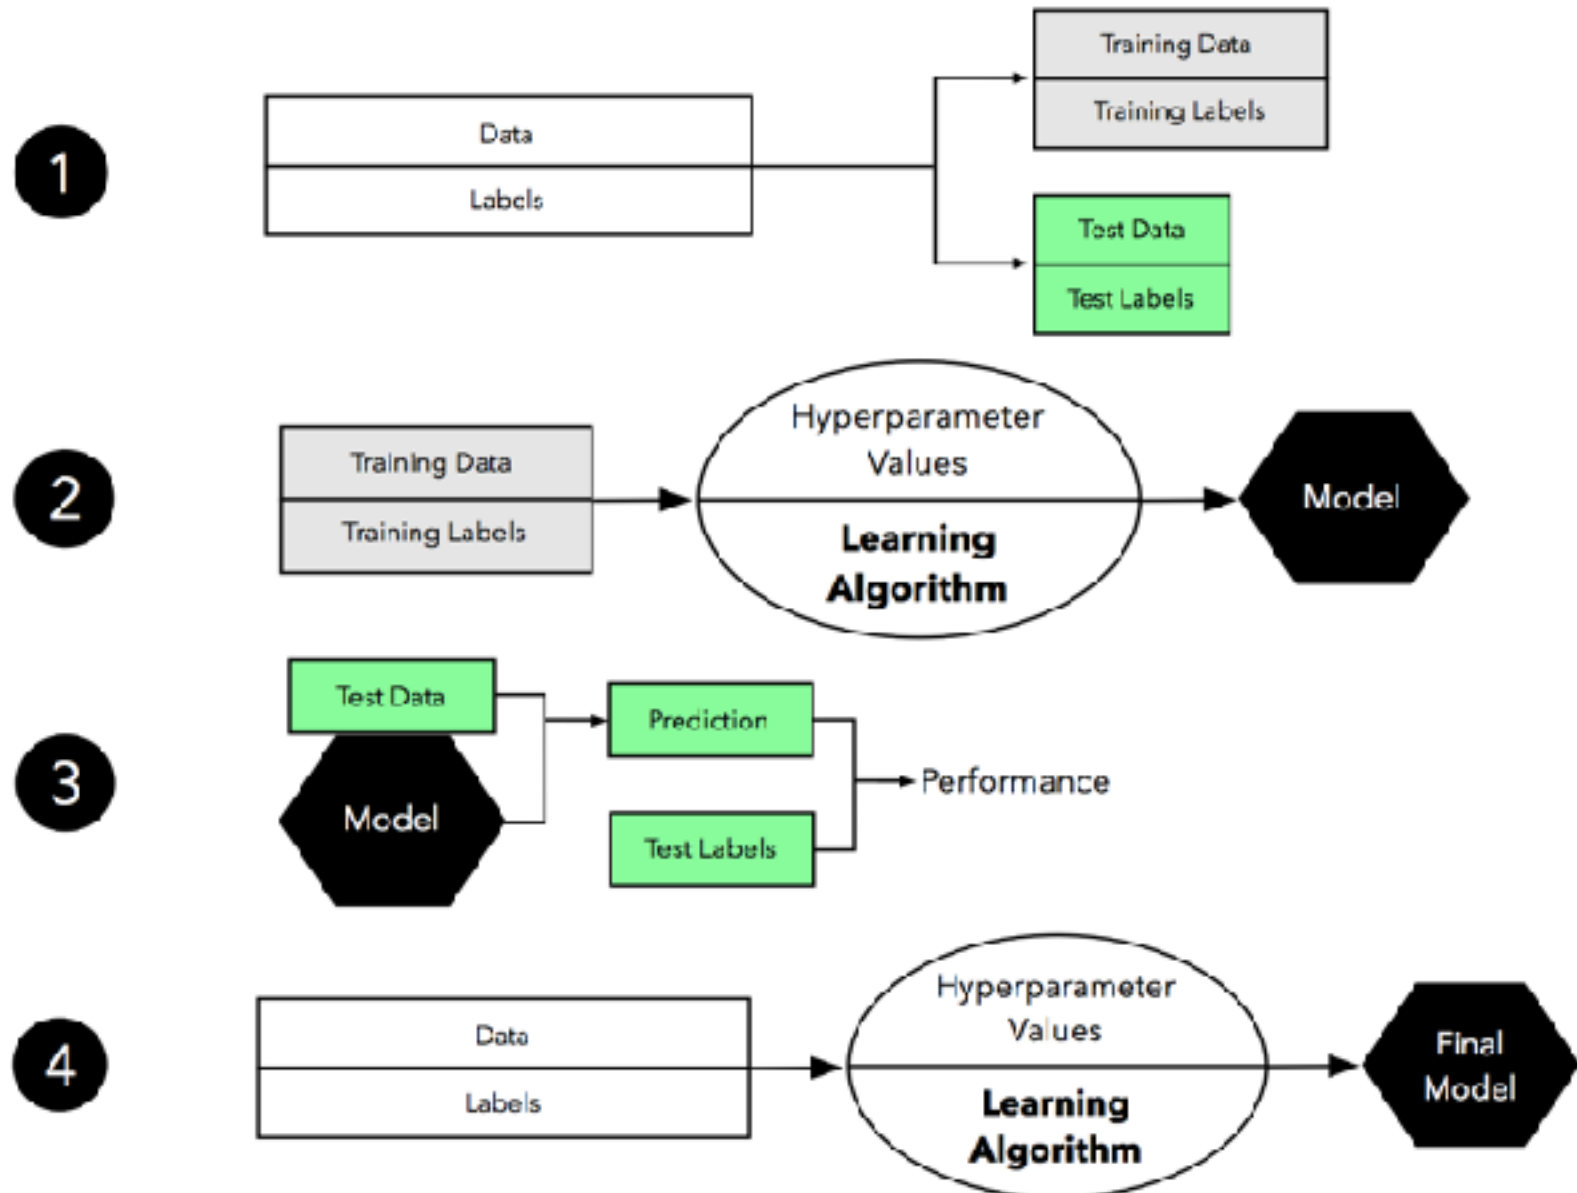 1
Data
Labels
Training Data
Training Labels
Test Data
Test Labels
2
Training Data
Training Labels
Hyperparameter
Values
Learning
Algorithm
Model
3
Test Data
Model
Prediction
Test Labels
Performance
4
Data
Labels
Hyperparameter
Values
Learning
Algorithm
Final
Model